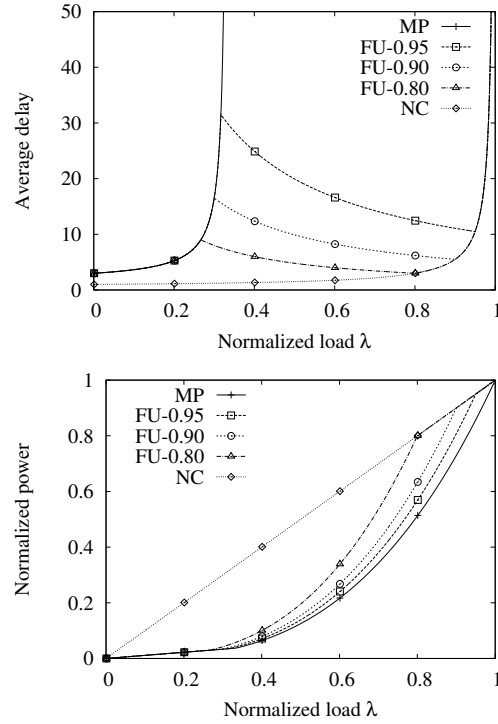 50
40
30
20
10
0
Average delay
MP
FU-0.95
FU-0.90
FU-0.80
NC
0 0.2 0.4 0.6 0.8 1
Normalized load λ
1
0.8
0.6
0.4
0.2
0
Normalized power
MP
FU-0.95
FU-0.90
FU-0.80
NC
0 0.2 0.4 0.6 0.8 1
Normalized load λ